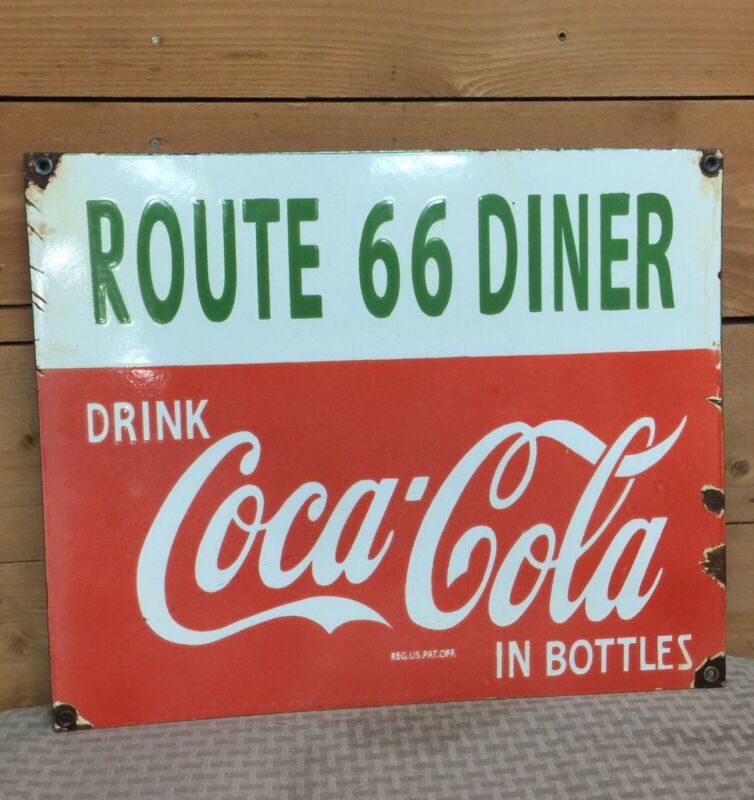 ROUTE 66 DINER
DRINK
Coca-Cola
REG.US.PAT.OFF.
IN BOTTLES